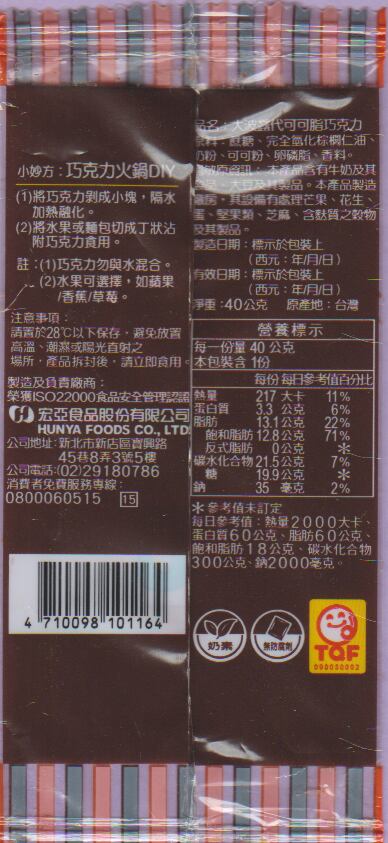 小妙方：巧克力火鍋DIY
(1)將巧克力剝成小塊，隔水
加熱融化。
(2)將水果或麵包切成丁狀沾
附巧克力食用。
註：(1)巧克力勿與水混合。
(2)水果可選擇，如蘋果
/香蕉/草莓。
注意事項：
請置於28℃以下保存，避免放置
高溫、潮濕或陽光直射之
場所，產品拆封後，請立即食用。
製造及負責廠商：
榮獲ISO22000食品安全管理認證
宏亞食品股份有限公司
HUNYA FOODS CO., LTD
公司地址:新北市新店區寶興路
45巷8弄3號5樓
公司電話:(02)29180786
消費者免費服務專線：
0800060515 15
4 710098 101164
品名：大波露代可可脂巧克力
原料：蔗糖、完全氫化棕櫚仁油、
奶粉、可可粉、卵磷脂、香料。
過敏原資訊：本產品含有牛奶及其
製品、大豆及其製品。本產品製造
廠房，其設備有處理芒果、花生、
蛋、堅果類、芝麻、含麩質之穀物
及其製品。
製造日期：標示於包裝上
(西元：年/月/日)
有效日期：標示於包裝上
(西元：年/月/日)
淨重：40公克 原產地：台灣
營養標示
每一份量 40 公克
本包裝含 1份
每份 每日參考值百分比
熱量 217 大卡 11%
蛋白質 3.3 公克 6%
脂肪 13.1公克 22%
飽和脂肪 12.8公克 71%
反式脂肪 0公克 ＊
碳水化合物 21.5公克 7%
糖 19.9公克 ＊
鈉 35 毫克 2%
＊參考值未訂定
每日參考值：熱量2000大卡、
蛋白質60公克、脂肪60公克、
飽和脂肪18公克、碳水化合物
300公克、鈉2000毫克。
奶素
無防腐劑
TQF
090030002